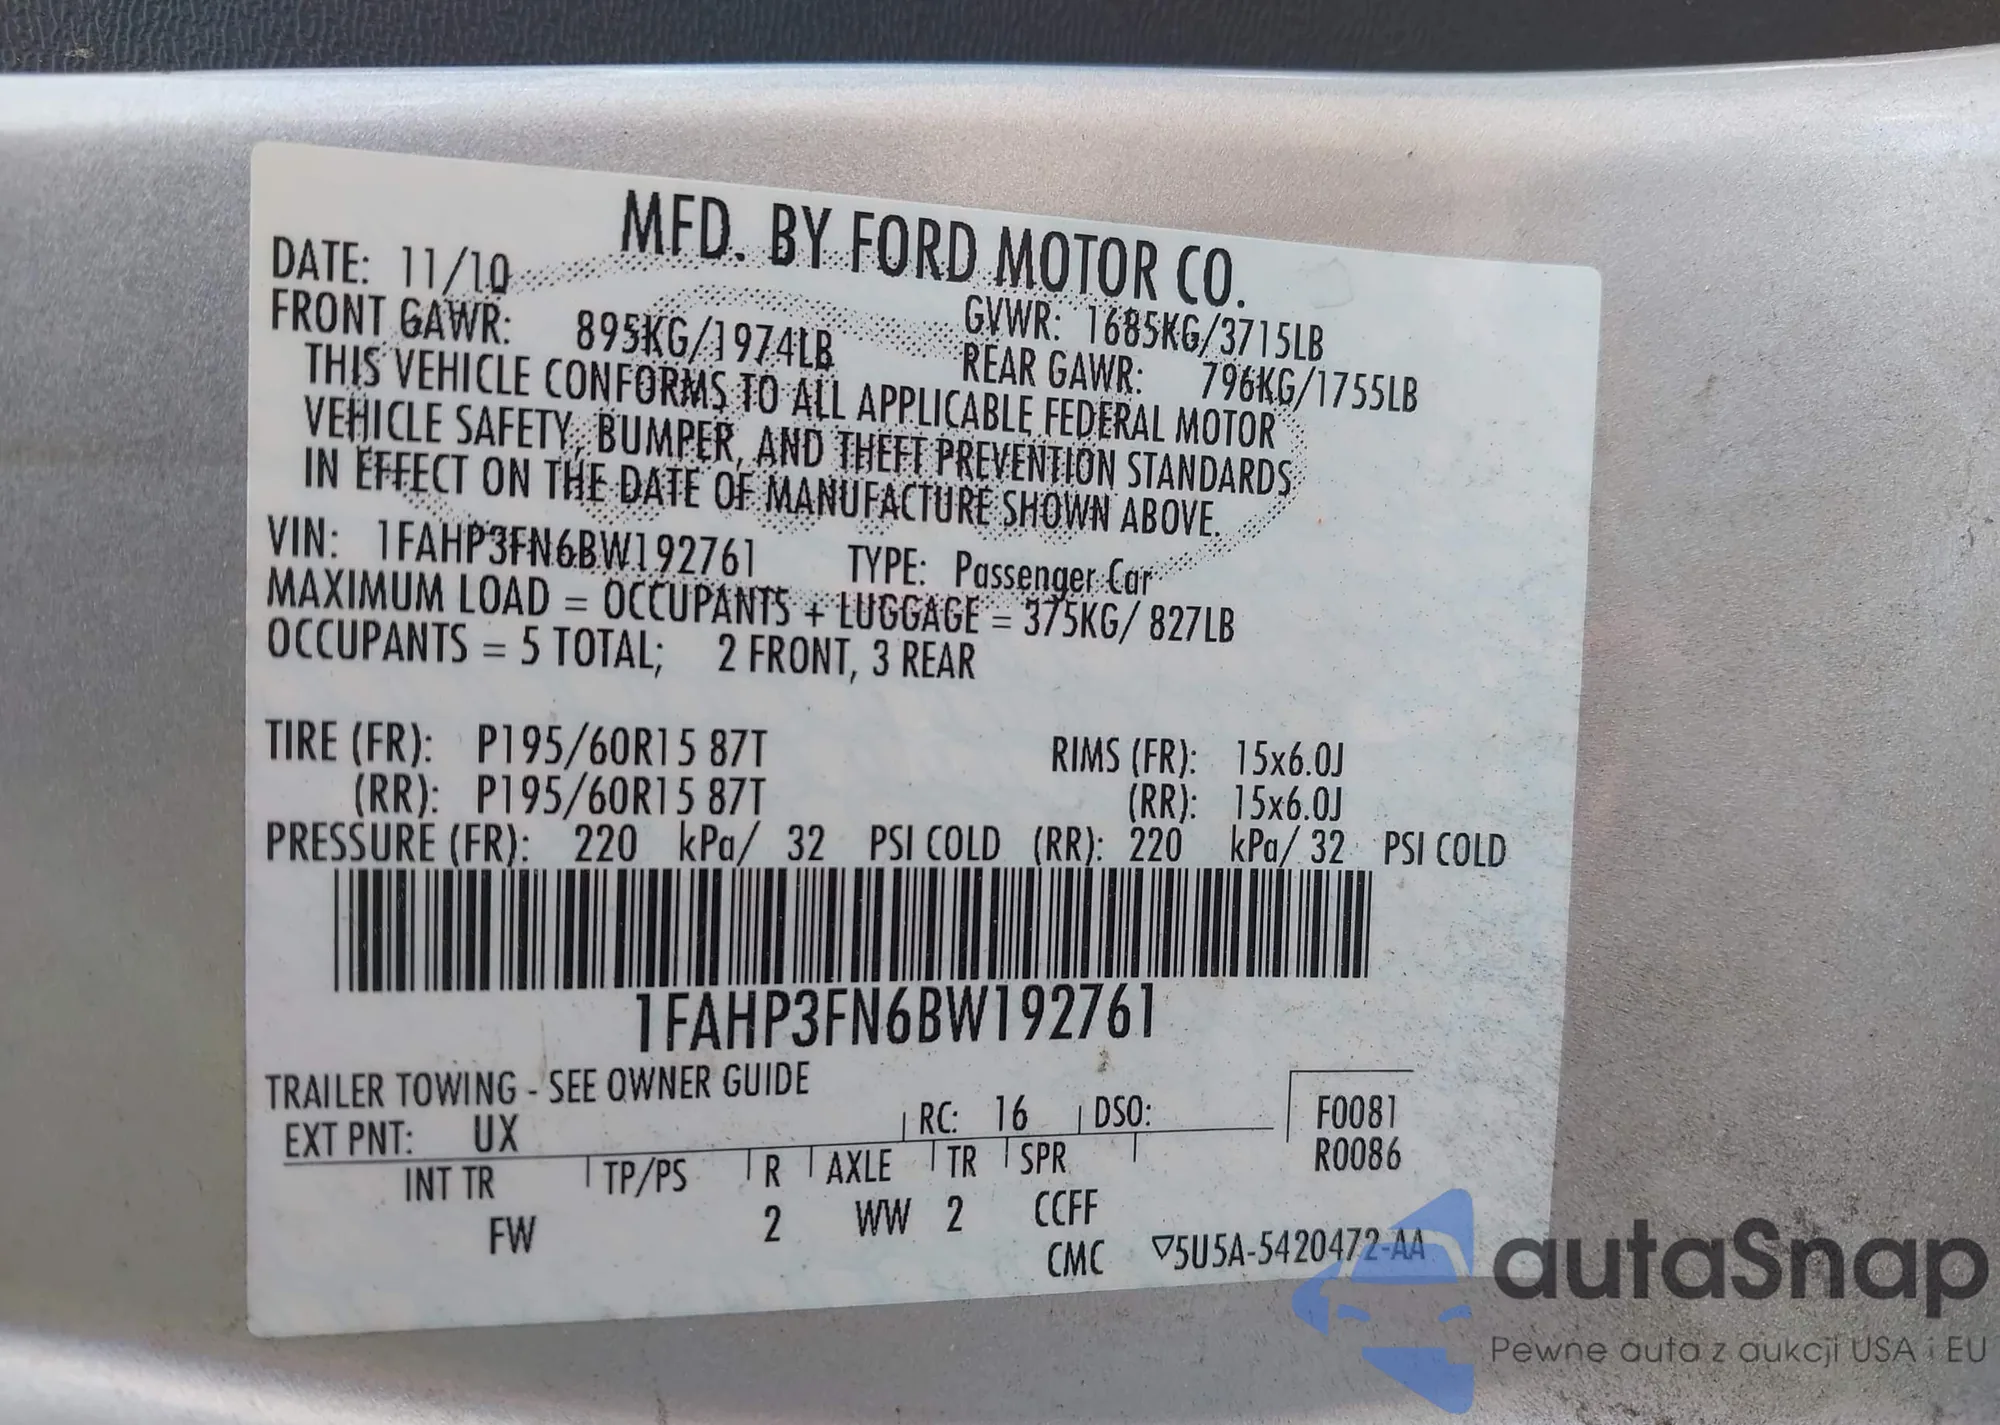 MFD. BY FORD MOTOR CO.
DATE: 11/10
GVWR: 1685KG/3715LB
FRONT GAWR: 895KG/1974LB
REAR GAWR: 796KG/1755LB
THIS VEHICLE CONFORMS TO ALL APPLICABLE FEDERAL MOTOR
VEHICLE SAFETY, BUMPER, AND THEFT PREVENTION STANDARDS
IN EFFECT ON THE DATE OF MANUFACTURE SHOWN ABOVE.
VIN: 1FAHP3FN6BW192761 TYPE: Passenger Car
MAXIMUM LOAD = OCCUPANTS + LUGGAGE = 375KG/ 827LB
OCCUPANTS = 5 TOTAL; 2 FRONT, 3 REAR
TIRE (FR): P195/60R15 87T RIMS (FR): 15x6.0J
(RR): P195/60R15 87T (RR): 15x6.0J
PRESSURE (FR): 220 kPa/ 32 PSI COLD (RR): 220 kPa/ 32 PSI COLD
1FAHP3FN6BW192761
TRAILER TOWING - SEE OWNER GUIDE
EXT PNT: UX RC: 16 DSO: F0081
R0086
INT TR TP/PS R AXLE TR SPR
FW 2 WW 2 CCFF
CMC ▽5U5A-5420472-AA
autaSnap
Pewne auta z aukcji USA i EU